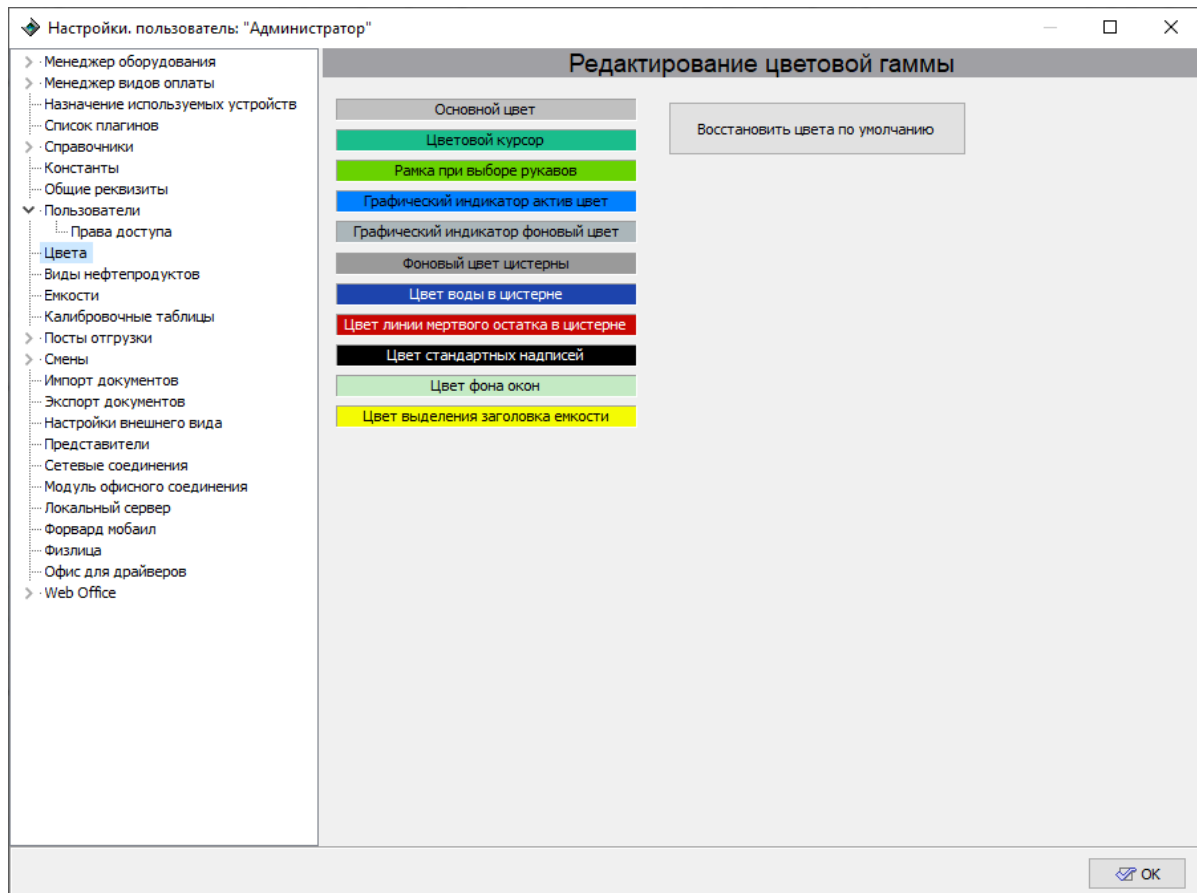 Настройки. пользователь: "Администратор"
Менеджер оборудования
Менеджер видов оплаты
Назначение используемых устройств
Список плагинов
Справочники
Константы
Общие реквизиты
Пользователи
Права доступа
Цвета
Виды нефтепродуктов
Емкости
Калибровочные таблицы
Посты отгрузки
Смены
Импорт документов
Экспорт документов
Настройки внешнего вида
Представители
Сетевые соединения
Модуль офисного соединения
Локальный сервер
Форвард мобаил
Физлица
Офис для драйверов
Web Office
Редактирование цветовой гаммы
Основной цвет
Цветовой курсор
Рамка при выборе рукавов
Графический индикатор актив цвет
Графический индикатор фоновый цвет
Фоновый цвет цистерны
Цвет воды в цистерне
Цвет линии мертвого остатка в цистерне
Цвет стандартных надписей
Цвет фона окон
Цвет выделения заголовка емкости
Восстановить цвета по умолчанию
OK